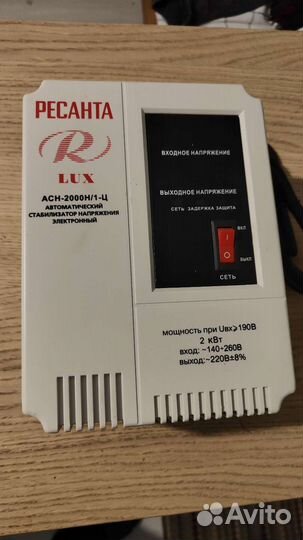 РЕСАНТА
R
LUX
АСН-2000Н/1-Ц
АВТОМАТИЧЕСКИЙ
СТАБИЛИЗАТОР НАПРЯЖЕНИЯ
ЭЛЕКТРОННЫЙ
ВХОДНОЕ НАПРЯЖЕНИЕ
ВЫХОДНОЕ НАПРЯЖЕНИЕ
СЕТЬ ЗАДЕРЖКА ЗАЩИТА
ВКЛ.
ВЫКЛ.
СЕТЬ
мощность при Uвх⩾190В
2 кВт
вход: ~140÷260В
выход:~220В±8%
Avito